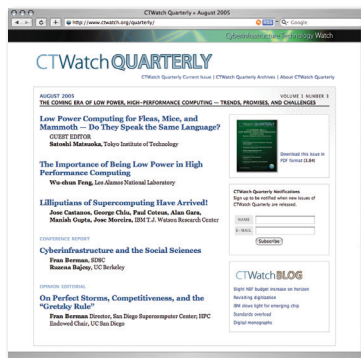 CTWatch Quarterly » August 2005
http://www.ctwatch.org/quarterly/
RSS
Google
Cyberinfrastructure Technology Watch
CTWatch QUARTERLY
CTWatch Quarterly Current Issue | CTWatch Quarterly Archives | About CTWatch Quarterly
AUGUST 2005
VOLUME 1 NUMBER 3
THE COMING ERA OF LOW POWER, HIGH-PERFORMANCE COMPUTING — TRENDS, PROMISES, AND CHALLENGES
Low Power Computing for Fleas, Mice, and
Mammoth — Do They Speak the Same Language?
GUEST EDITOR
Satoshi Matsuoka, Tokyo Institute of Technology
The Importance of Being Low Power in High
Performance Computing
Wu-chun Feng, Los Alamos National Laboratory
Lilliputians of Supercomputing Have Arrived!
Jose Castanos, George Chiu, Paul Coteus, Alan Gara,
Manish Gupta, Jose Moreira, IBM T.J. Watson Research Center
CONFERENCE REPORT
Cyberinfrastructure and the Social Sciences
Fran Berman, SDSC
Ruzena Bajcsy, UC Berkeley
OPINION EDITORIAL
On Perfect Storms, Competitiveness, and the
"Gretzky Rule"
Fran Berman Director, San Diego Supercomputer Center; HPC
Endowed Chair, UC San Diego
Download this issue in
PDF format
CTWatch Quarterly Notifications
Sign up to be notified when new issues of
CTWatch Quarterly are released.
NAME
E-MAIL
Subscribe
CTWatch BLOG
Slight NSF budget increase on horizon
Revisiting digitization
IBM slows light for emerging chip
Standards overload
Digital monographs